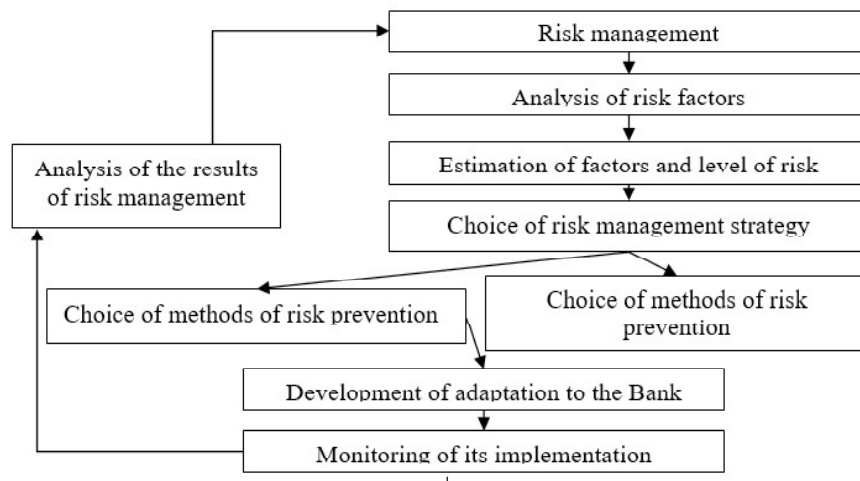 Risk management
Analysis of risk factors
Analysis of the results
of risk management
Estimation of factors and level of risk
Choice of risk management strategy
Choice of methods of risk prevention
Choice of methods of risk
prevention
Development of adaptation to the Bank
Monitoring of its implementation